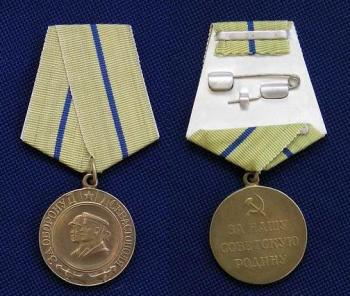 ЗА ОБОРОНУ СЕВАСТОПОЛЯ
ЗА НАШУ
СОВЕТСКУЮ
РОДИНУ